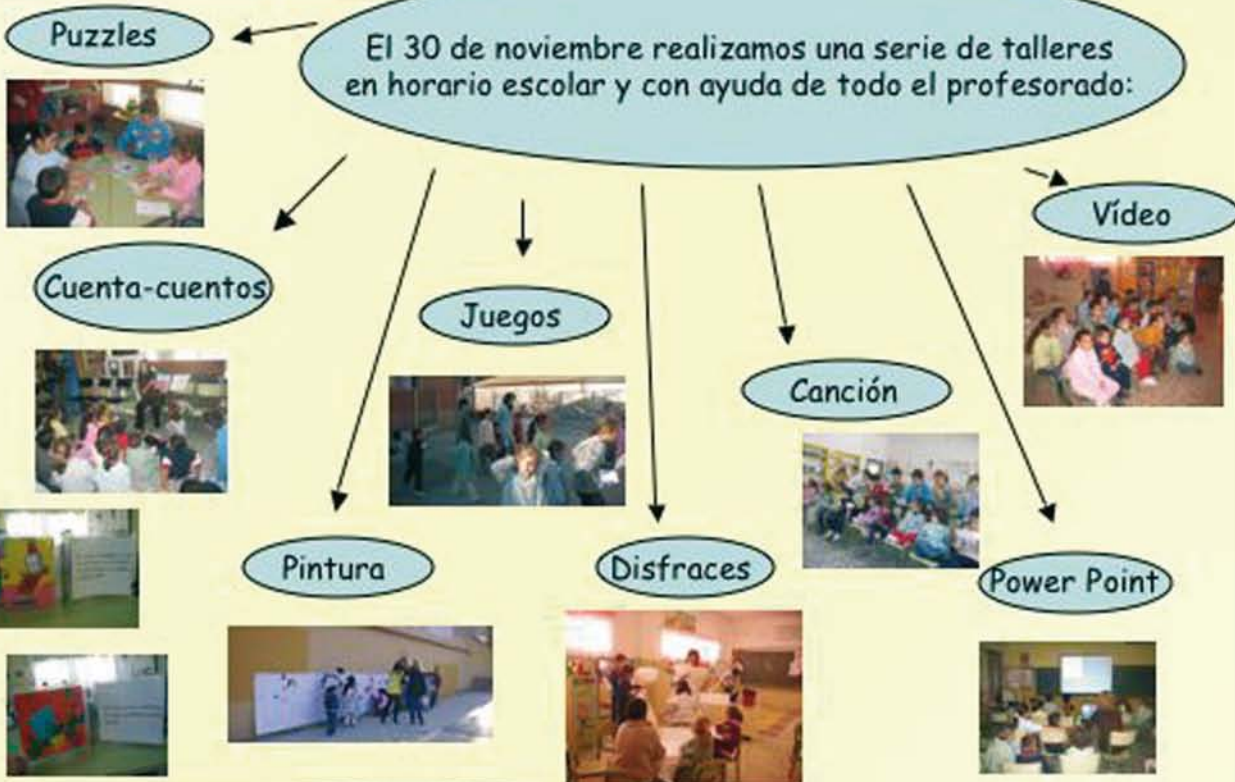 Puzzles
El 30 de noviembre realizamos una serie de talleres
en horario escolar y con ayuda de todo el profesorado:
Vídeo
Cuenta-cuentos
Juegos
Canción
Pintura
Disfraces
Power Point